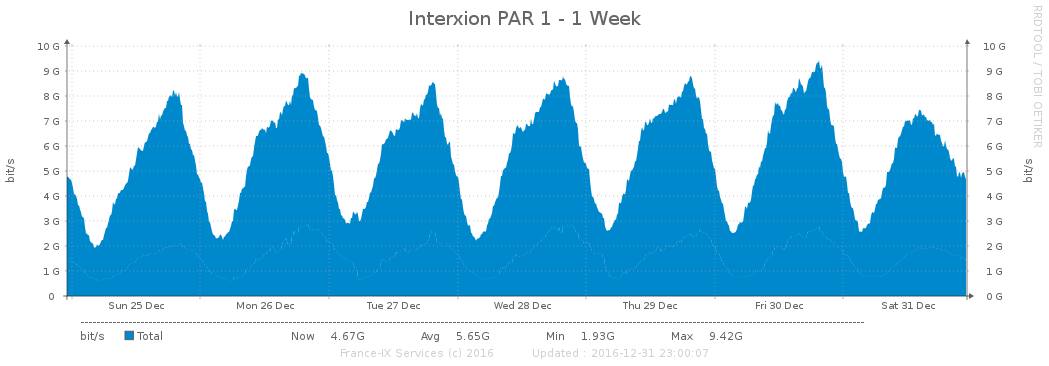 Interxion PAR 1 - 1 Week
RRDTOOL / TOBI OETIKER
10 G 10 G
9 G 9 G
8 G 8 G
7 G 7 G
6 G 6 G
5 G 5 G
4 G 4 G
3 G 3 G
2 G 2 G
1 G 1 G
0 0 G
bit/s bit/s
Sun 25 Dec Mon 26 Dec Tue 27 Dec Wed 28 Dec Thu 29 Dec Fri 30 Dec Sat 31 Dec
bit/s Total Now 4.67G Avg 5.65G Min 1.93G Max 9.42G
France-IX Services (c) 2016 Updated : 2016-12-31 23:00:07